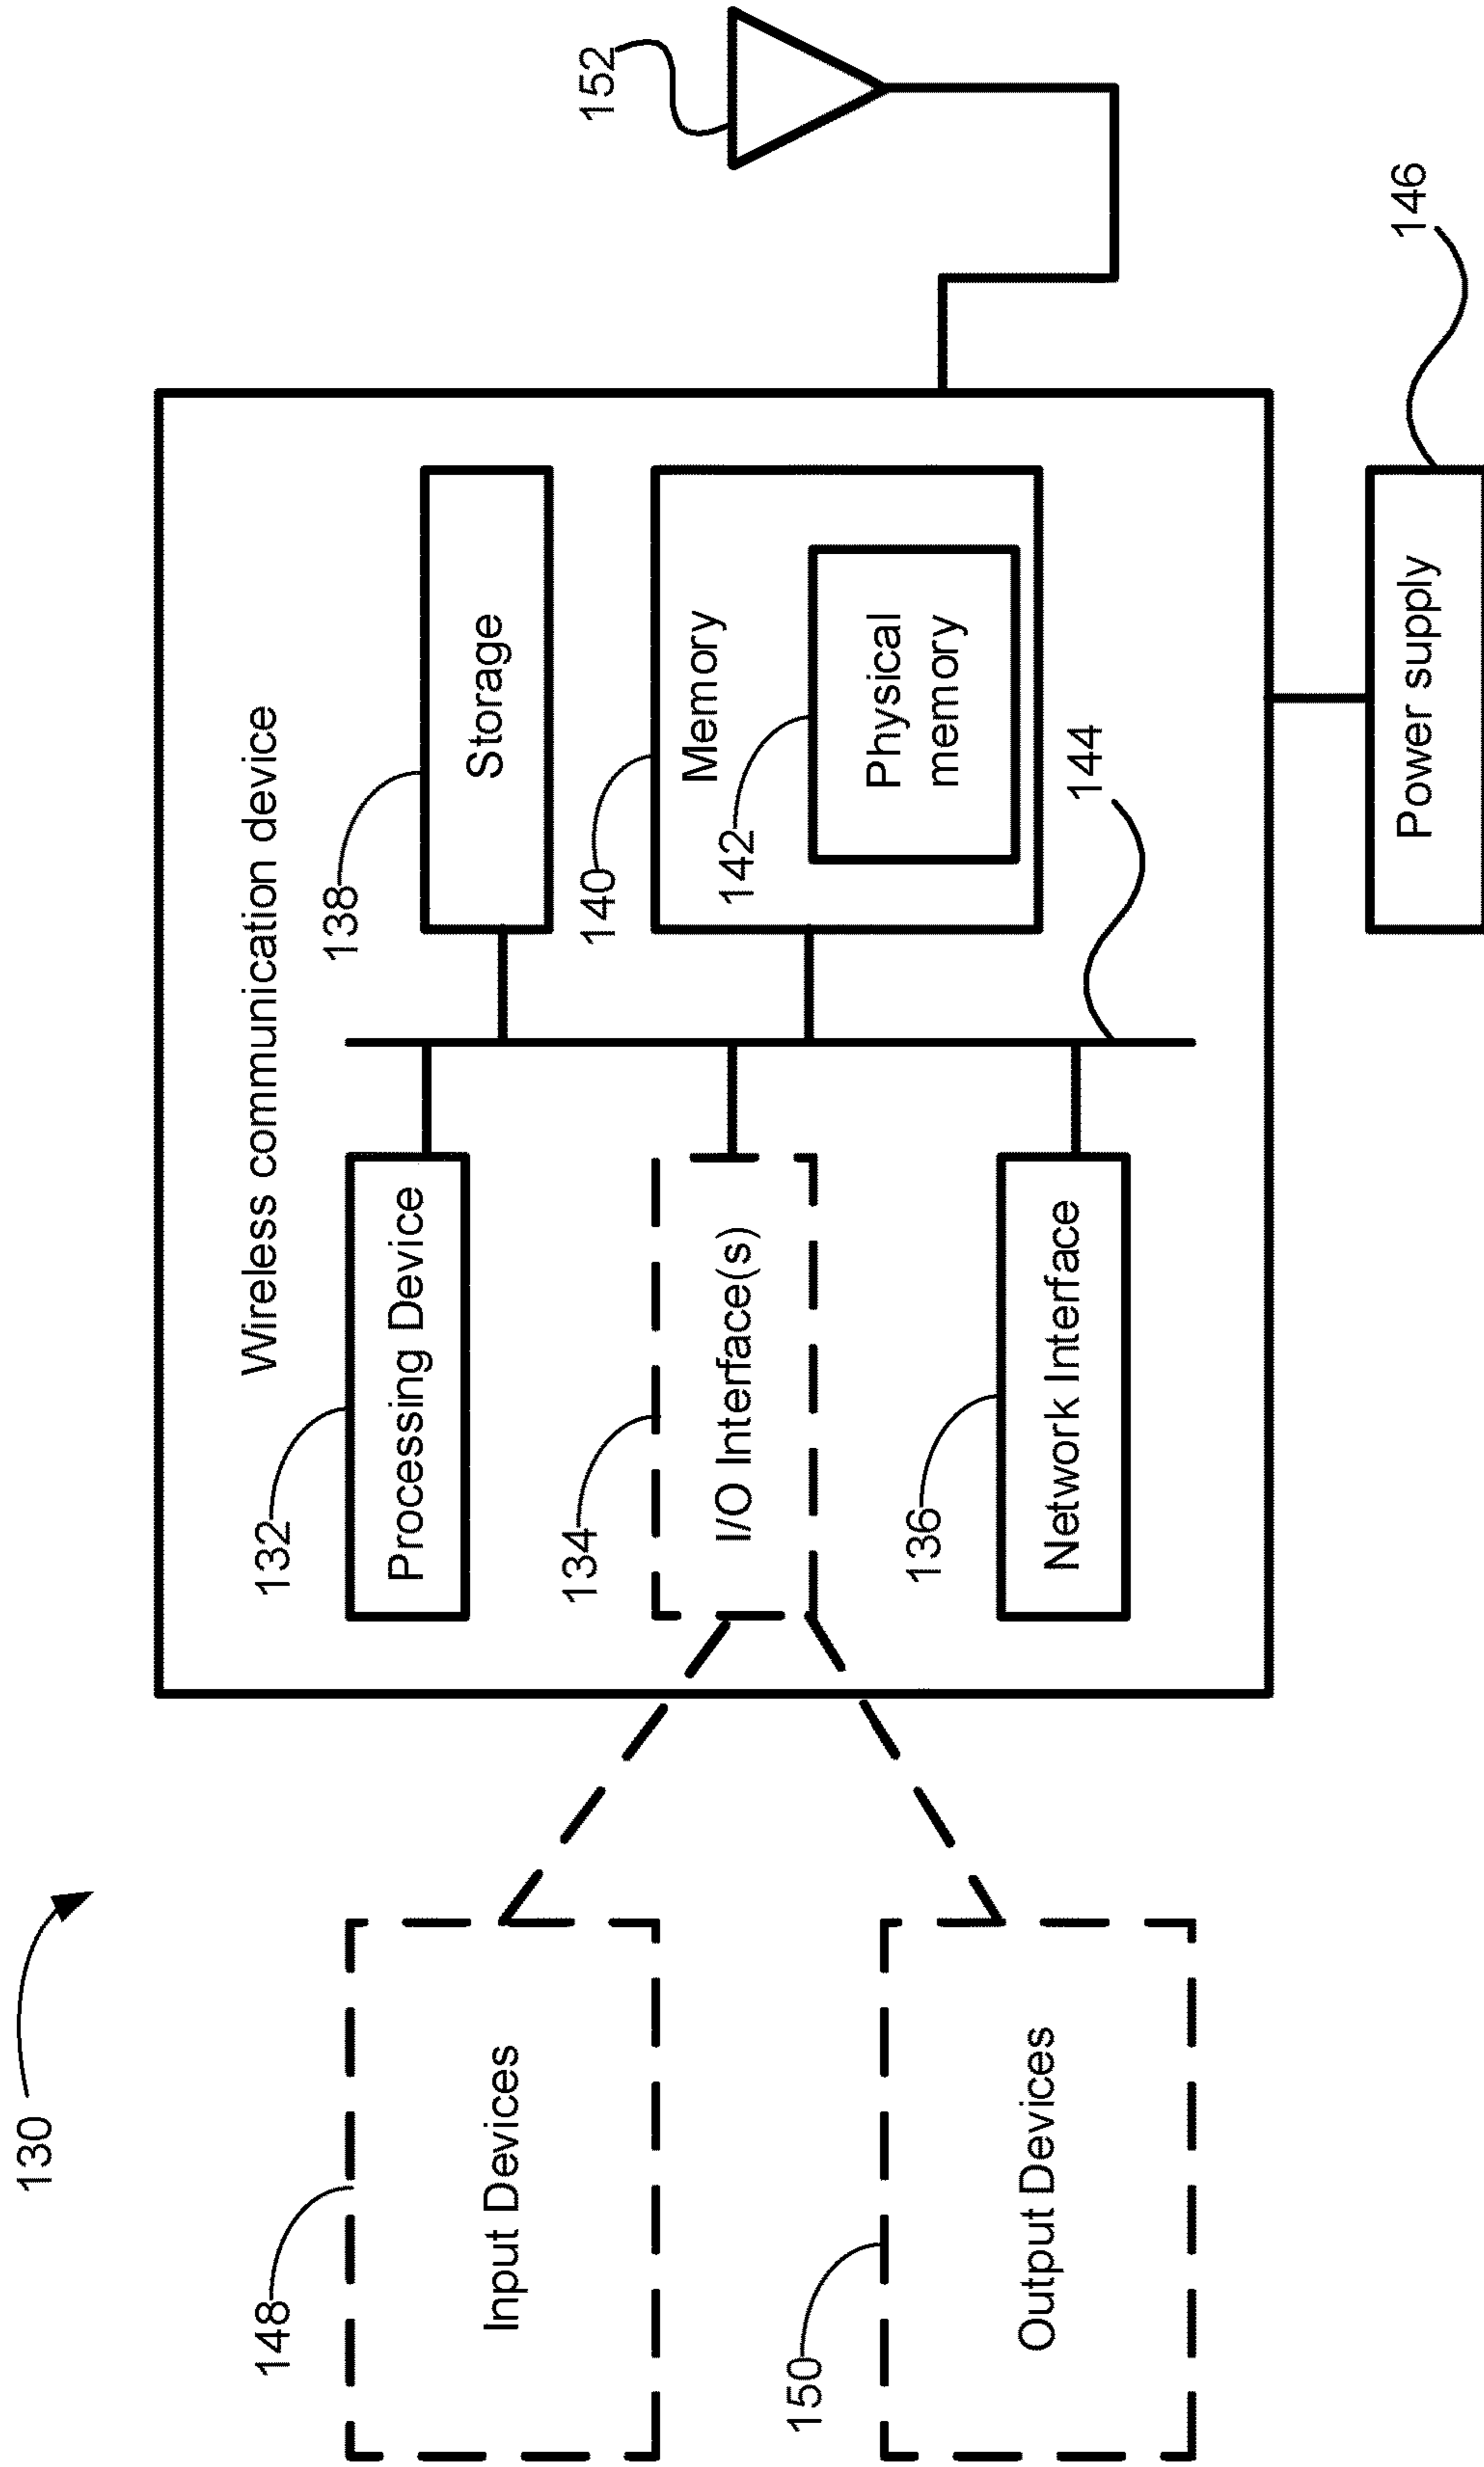 130
Wireless communication device
152
148
Input Devices
132
Processing Device
138
Storage
134
I/O Interface(s)
140
Memory
142
Physical
memory
150
Output Devices
136
Network Interface
144
146
Power supply